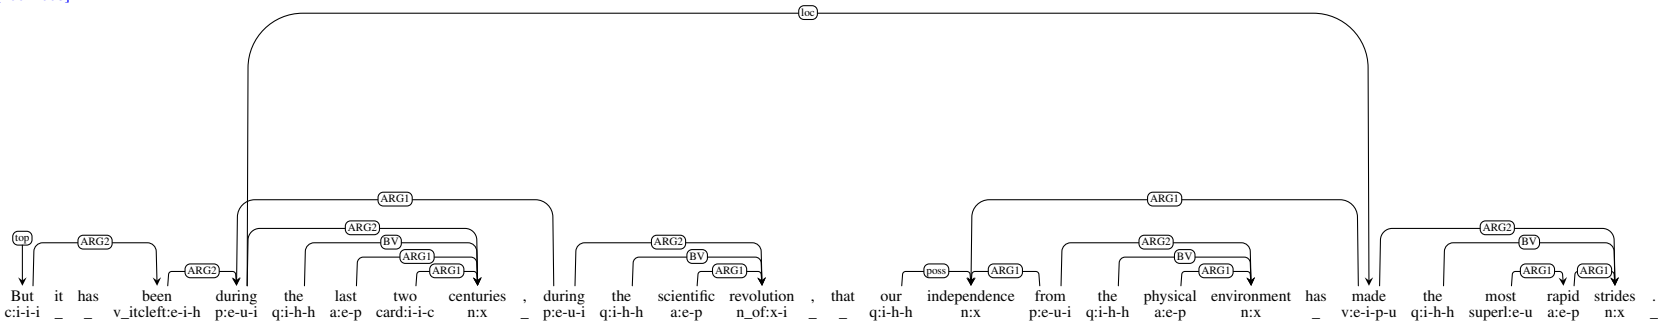 loc
ARG1 ARG1
ARG2 ARG2
top ARG2 BV ARG2 ARG2 BV
ARG1 BV BV
ARG2 ARG1 ARG1 poss ARG1 ARG1 ARG1 ARG1
But it has been during the last two centuries , during the scientific revolution , that our independence from the physical environment has made the most rapid strides .
c:i-i-i _ _ v_itcleft:e-i-h p:e-u-i q:i-h-h a:e-p card:i-i-c n:x _ p:e-u-i q:i-h-h a:e-p n_of:x-i _ _ q:i-h-h n:x p:e-u-i q:i-h-h a:e-p n:x _ v:e-i-p-u q:i-h-h superl:e-u a:e-p n:x _